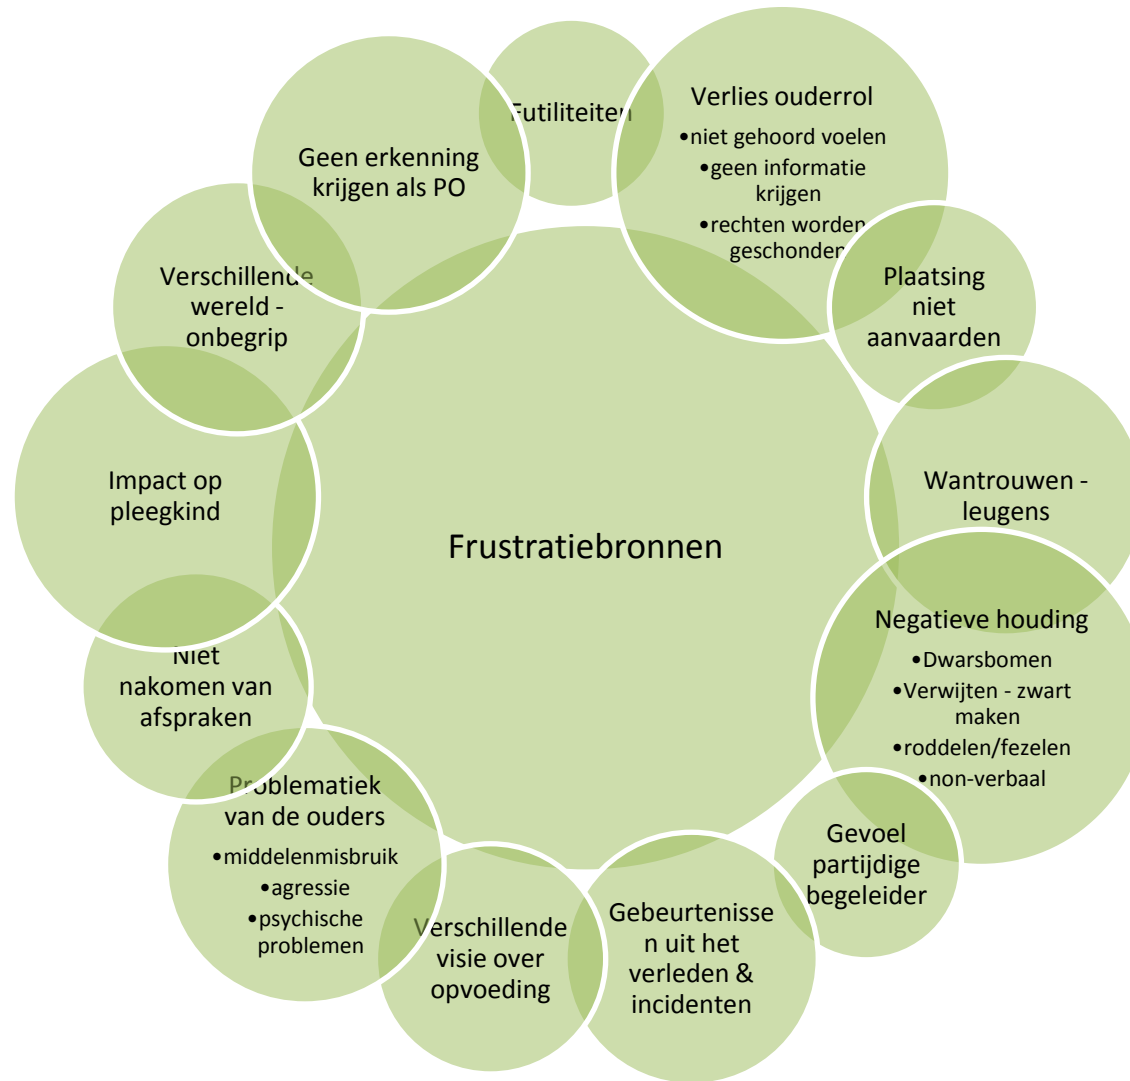 Futiliteiten
Verlies ouderrol
•niet gehoord voelen
•geen informatie
krijgen
•rechten worden
geschonden
Plaatsing
niet
aanvaarden
Wantrouwen -
leugens
Negatieve houding
•Dwarsbomen
•Verwijten - zwart
maken
•roddelen/fezelen
•non-verbaal
Gevoel
partijdige
begeleider
Gebeurtenisse
n uit het
verleden &
incidenten
Verschillende
visie over
opvoeding
Problematiek
van de ouders
•middelenmisbruik
•agressie
•psychische
problemen
Niet
nakomen van
afspraken
Impact op
pleegkind
Verschillende
wereld -
onbegrip
Geen erkenning
krijgen als PO
Frustratiebronnen